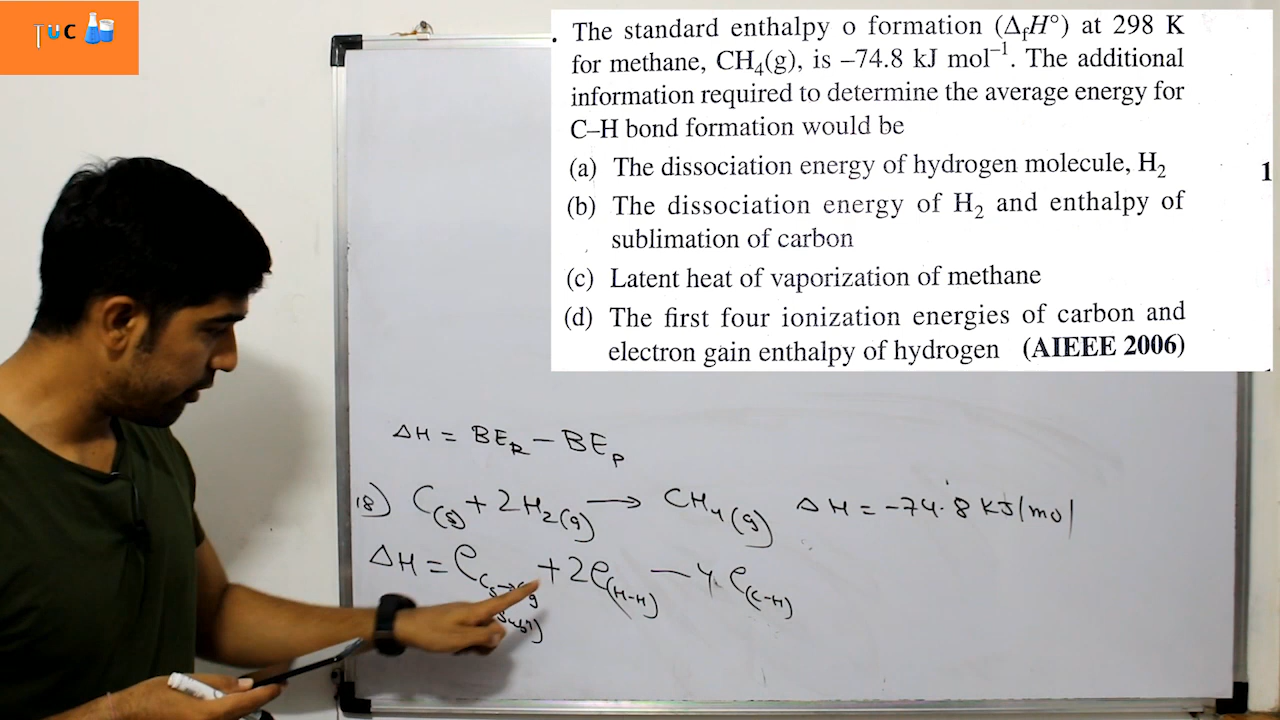 TUC
. The standard enthalpy o formation (ΔfH°) at 298 K
for methane, CH₄(g), is –74.8 kJ mol⁻¹. The additional
information required to determine the average energy for
C–H bond formation would be
(a) The dissociation energy of hydrogen molecule, H₂
1
(b) The dissociation energy of H₂ and enthalpy of
sublimation of carbon
(c) Latent heat of vaporization of methane
(d) The first four ionization energies of carbon and
electron gain enthalpy of hydrogen (AIEEE 2006)
ΔH = BE_R – BE_P
18) C(s) + 2H₂(g) ⟶ CH₄(g) ΔH = -74.8 KJ/mol
ΔH = e + 2e(H-H) — 4e(C-H)